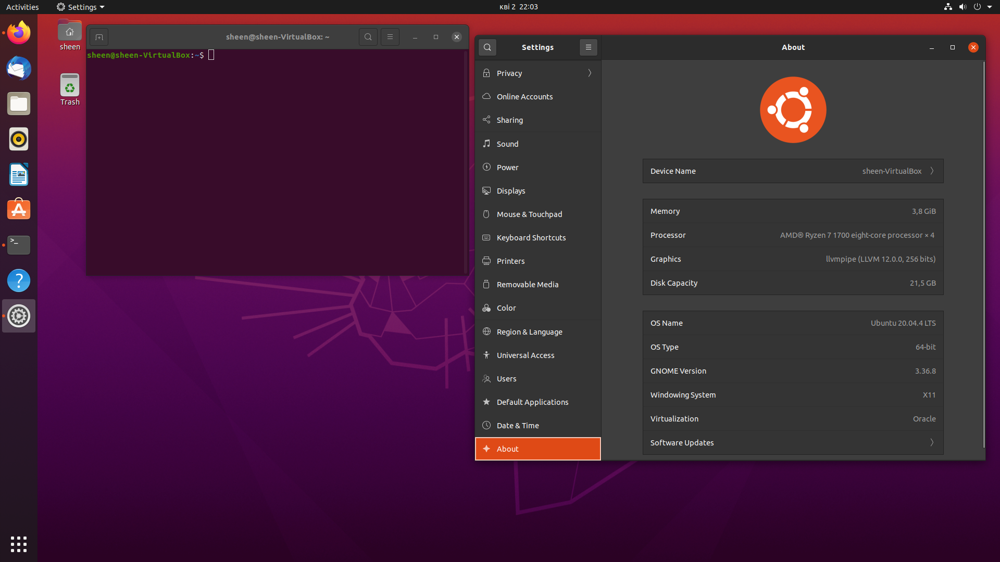 Activities
Settings
кві 2 22:03
sheen
Trash
sheen@sheen-VirtualBox: ~
sheen@sheen-VirtualBox:~$
>_
?
Settings
Privacy
Online Accounts
Sharing
Sound
Power
Displays
Mouse & Touchpad
Keyboard Shortcuts
Printers
Removable Media
Color
Region & Language
Universal Access
Users
Default Applications
Date & Time
About
About
Device Name sheen-VirtualBox
Memory 3,8 GiB
Processor AMD® Ryzen 7 1700 eight-core processor × 4
Graphics llvmpipe (LLVM 12.0.0, 256 bits)
Disk Capacity 21,5 GB
OS Name Ubuntu 20.04.4 LTS
OS Type 64-bit
GNOME Version 3.36.8
Windowing System X11
Virtualization Oracle
Software Updates